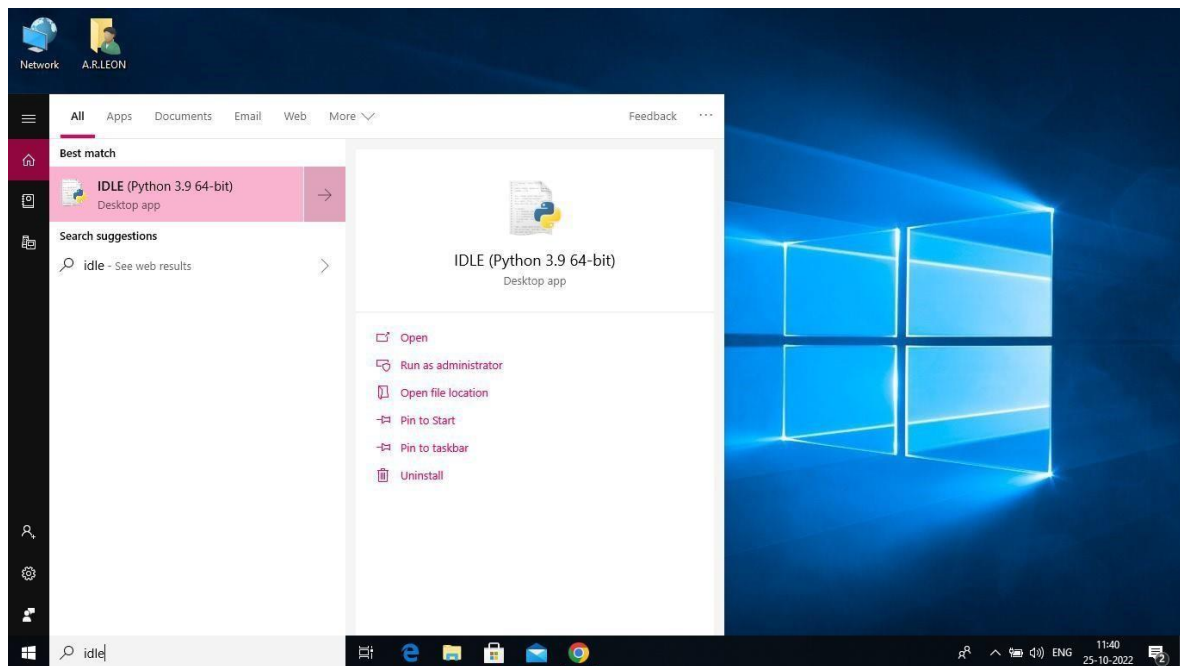 Network
A.R.LEON
All Apps Documents Email Web More
Feedback ...
Best match
IDLE (Python 3.9 64-bit)
Desktop app
Search suggestions
idle - See web results
IDLE (Python 3.9 64-bit)
Desktop app
Open
Run as administrator
Open file location
Pin to Start
Pin to taskbar
Uninstall
idle
ENG
11:40
25-10-2022
2